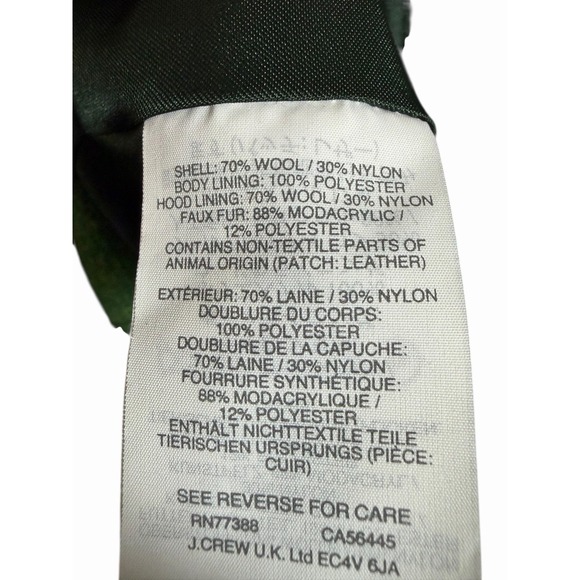 SHELL: 70% WOOL / 30% NYLON
BODY LINING: 100% POLYESTER
HOOD LINING: 70% WOOL / 30% NYLON
FAUX FUR: 88% MODACRYLIC /
12% POLYESTER
CONTAINS NON-TEXTILE PARTS OF
ANIMAL ORIGIN (PATCH: LEATHER)
EXTÉRIEUR: 70% LAINE / 30% NYLON
DOUBLURE DU CORPS:
100% POLYESTER
DOUBLURE DE LA CAPUCHE:
70% LAINE / 30% NYLON
FOURRURE SYNTHÉTIQUE:
88% MODACRYLIQUE /
12% POLYESTER
ENTHÄLT NICHTTEXTILE TEILE
TIERISCHEN URSPRUNGS (PIÈCE:
CUIR)
SEE REVERSE FOR CARE
RN77388 CA56445
J.CREW U.K. Ltd EC4V 6JA